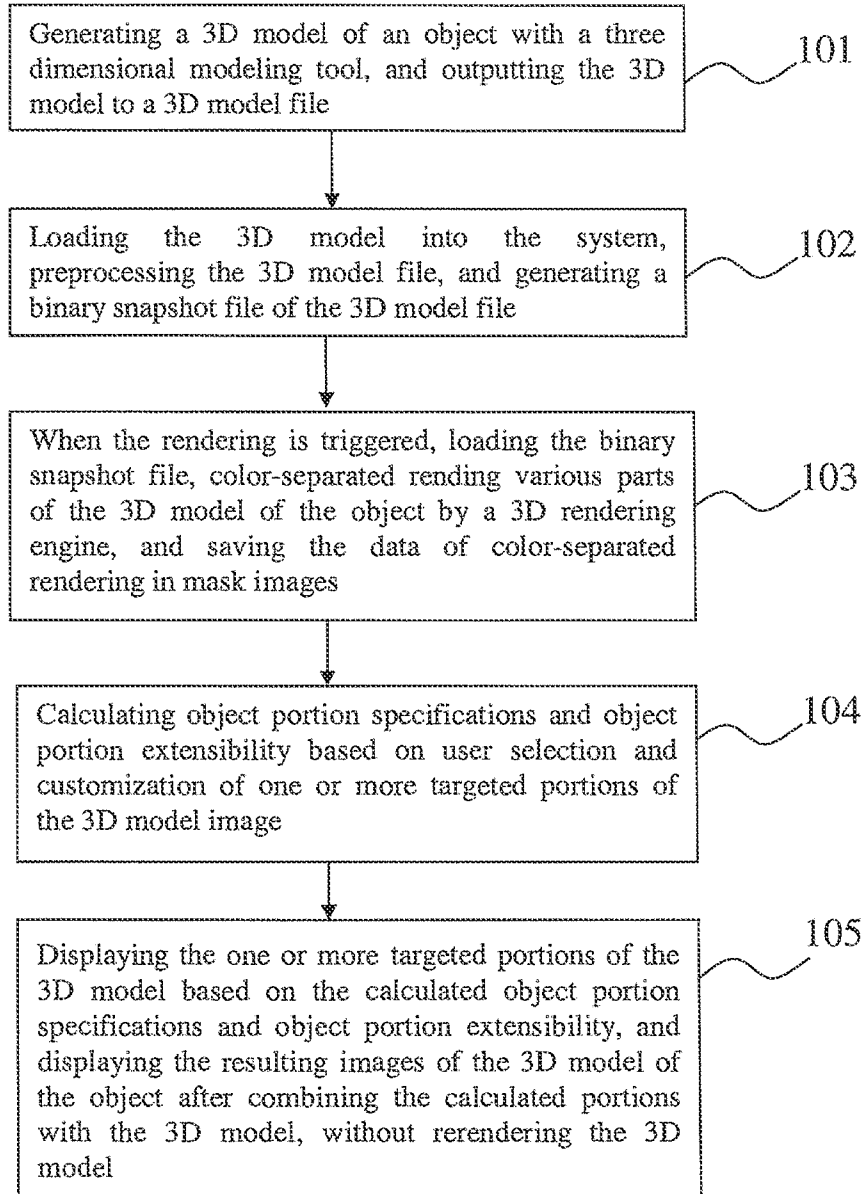 Generating a 3D model of an object with a three
dimensional modeling tool, and outputting the 3D
model to a 3D model file
101
Loading the 3D model into the system,
preprocessing the 3D model file, and generating a
binary snapshot file of the 3D model file
102
When the rendering is triggered, loading the binary
snapshot file, color-separated rending various parts
of the 3D model of the object by a 3D rendering
engine, and saving the data of color-separated
rendering in mask images
103
Calculating object portion specifications and object
portion extensibility based on user selection and
customization of one or more targeted portions of
the 3D model image
104
Displaying the one or more targeted portions of the
3D model based on the calculated object portion
specifications and object portion extensibility, and
displaying the resulting images of the 3D model of
the object after combining the calculated portions
with the 3D model, without rerendering the 3D
model
105